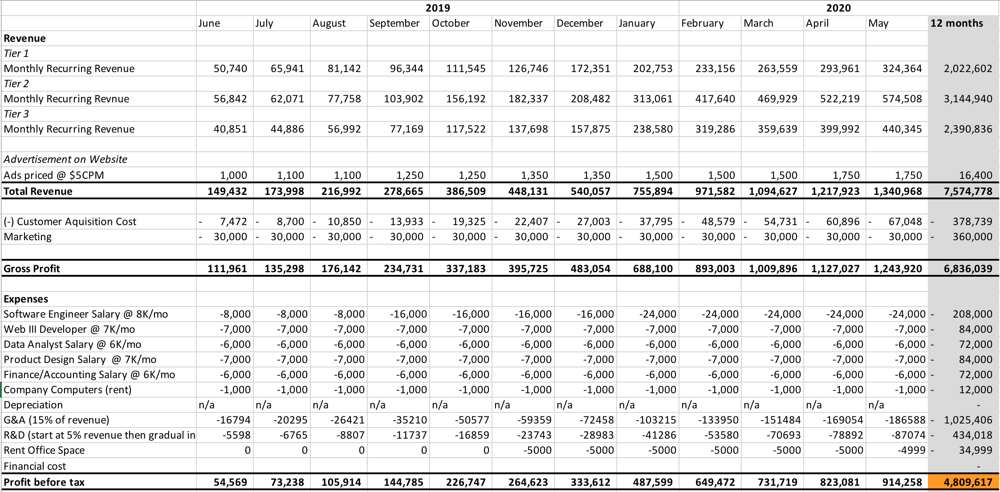 2019 2020
June July August September October November December January February March April May 12 months
Revenue
Tier 1
Monthly Recurring Revenue 50,740 65,941 81,142 96,344 111,545 126,746 172,351 202,753 233,156 263,559 293,961 324,364 2,022,602
Tier 2
Monthly Recurring Revnue 56,842 62,071 77,758 103,902 156,192 182,337 208,482 313,061 417,640 469,929 522,219 574,508 3,144,940
Tier 3
Monthly Recurring Revenue 40,851 44,886 56,992 77,169 117,522 137,698 157,875 238,580 319,286 359,639 399,992 440,345 2,390,836
Advertisement on Website
Ads priced @ $5CPM 1,000 1,100 1,100 1,250 1,250 1,350 1,350 1,500 1,500 1,500 1,750 1,750 16,400
Total Revenue 149,432 173,998 216,992 278,665 386,509 448,131 540,057 755,894 971,582 1,094,627 1,217,923 1,340,968 7,574,778
(-) Customer Aquisition Cost - 7,472 - 8,700 - 10,850 - 13,933 - 19,325 - 22,407 - 27,003 - 37,795 - 48,579 - 54,731 - 60,896 - 67,048 - 378,739
Marketing - 30,000 - 30,000 - 30,000 - 30,000 - 30,000 - 30,000 - 30,000 - 30,000 - 30,000 - 30,000 - 30,000 - 30,000 - 360,000
Gross Profit 111,961 135,298 176,142 234,731 337,183 395,725 483,054 688,100 893,003 1,009,896 1,127,027 1,243,920 6,836,039
Expenses
Software Engineer Salary @ 8K/mo -8,000 -8,000 -8,000 -16,000 -16,000 -16,000 -16,000 -24,000 -24,000 -24,000 -24,000 -24,000 - 208,000
Web III Developer @ 7K/mo -7,000 -7,000 -7,000 -7,000 -7,000 -7,000 -7,000 -7,000 -7,000 -7,000 -7,000 -7,000 - 84,000
Data Analyst Salary @ 6K/mo -6,000 -6,000 -6,000 -6,000 -6,000 -6,000 -6,000 -6,000 -6,000 -6,000 -6,000 -6,000 - 72,000
Product Design Salary @ 7K/mo -7,000 -7,000 -7,000 -7,000 -7,000 -7,000 -7,000 -7,000 -7,000 -7,000 -7,000 -7,000 - 84,000
Finance/Accounting Salary @ 6K/mo -6,000 -6,000 -6,000 -6,000 -6,000 -6,000 -6,000 -6,000 -6,000 -6,000 -6,000 -6,000 - 72,000
Company Computers (rent) -1,000 -1,000 -1,000 -1,000 -1,000 -1,000 -1,000 -1,000 -1,000 -1,000 -1,000 -1,000 - 12,000
Depreciation n/a n/a n/a n/a n/a n/a n/a n/a n/a n/a n/a n/a -
G&A (15% of revenue) -16794 -20295 -26421 -35210 -50577 -59359 -72458 -103215 -133950 -151484 -169054 -186588 - 1,025,406
R&D (start at 5% revenue then gradual in -5598 -6765 -8807 -11737 -16859 -23743 -28983 -41286 -53580 -70693 -78892 -87074 - 434,018
Rent Office Space 0 0 0 0 0 -5000 -5000 -5000 -5000 -5000 -5000 -4999 - 34,999
Financial cost -
Profit before tax 54,569 73,238 105,914 144,785 226,747 264,623 333,612 487,599 649,472 731,719 823,081 914,258 4,809,617